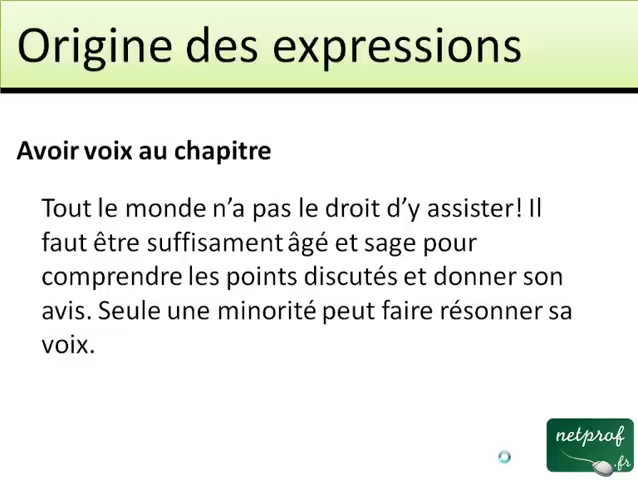 Origine des expressions
Avoir voix au chapitre
Tout le monde n’a pas le droit d’y assister! Il
faut être suffisament âgé et sage pour
comprendre les points discutés et donner son
avis. Seule une minorité peut faire résonner sa
voix.
netprof
.fr